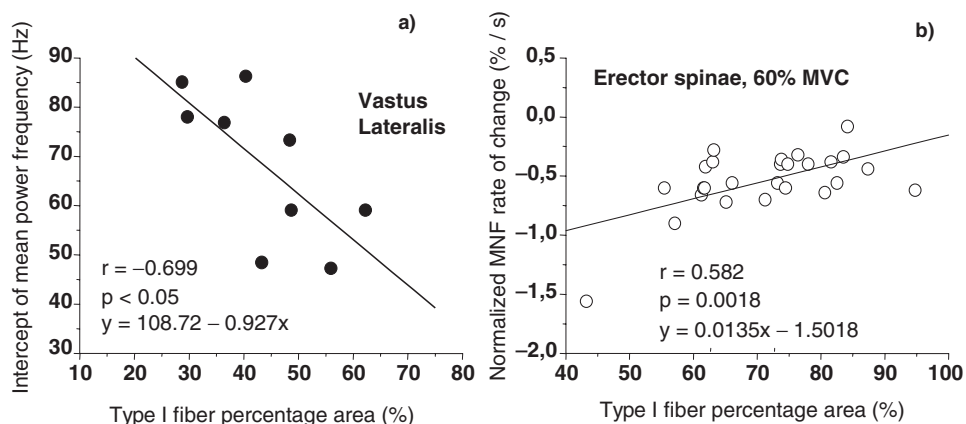 a)
Intercept of mean power frequency (Hz)
90
80
70
60
50
40
30
Vastus
Lateralis
r = −0.699
p < 0.05
y = 108.72 − 0.927x
10 20 30 40 50 60 70 80
Type I fiber percentage area (%)
b)
Normalized MNF rate of change (% / s)
0,5
0,0
−0,5
−1,0
−1,5
−2,0
Erector spinae, 60% MVC
r = 0.582
p = 0.0018
y = 0.0135x − 1.5018
40 50 60 70 80 90 100
Type I fiber percentage area (%)